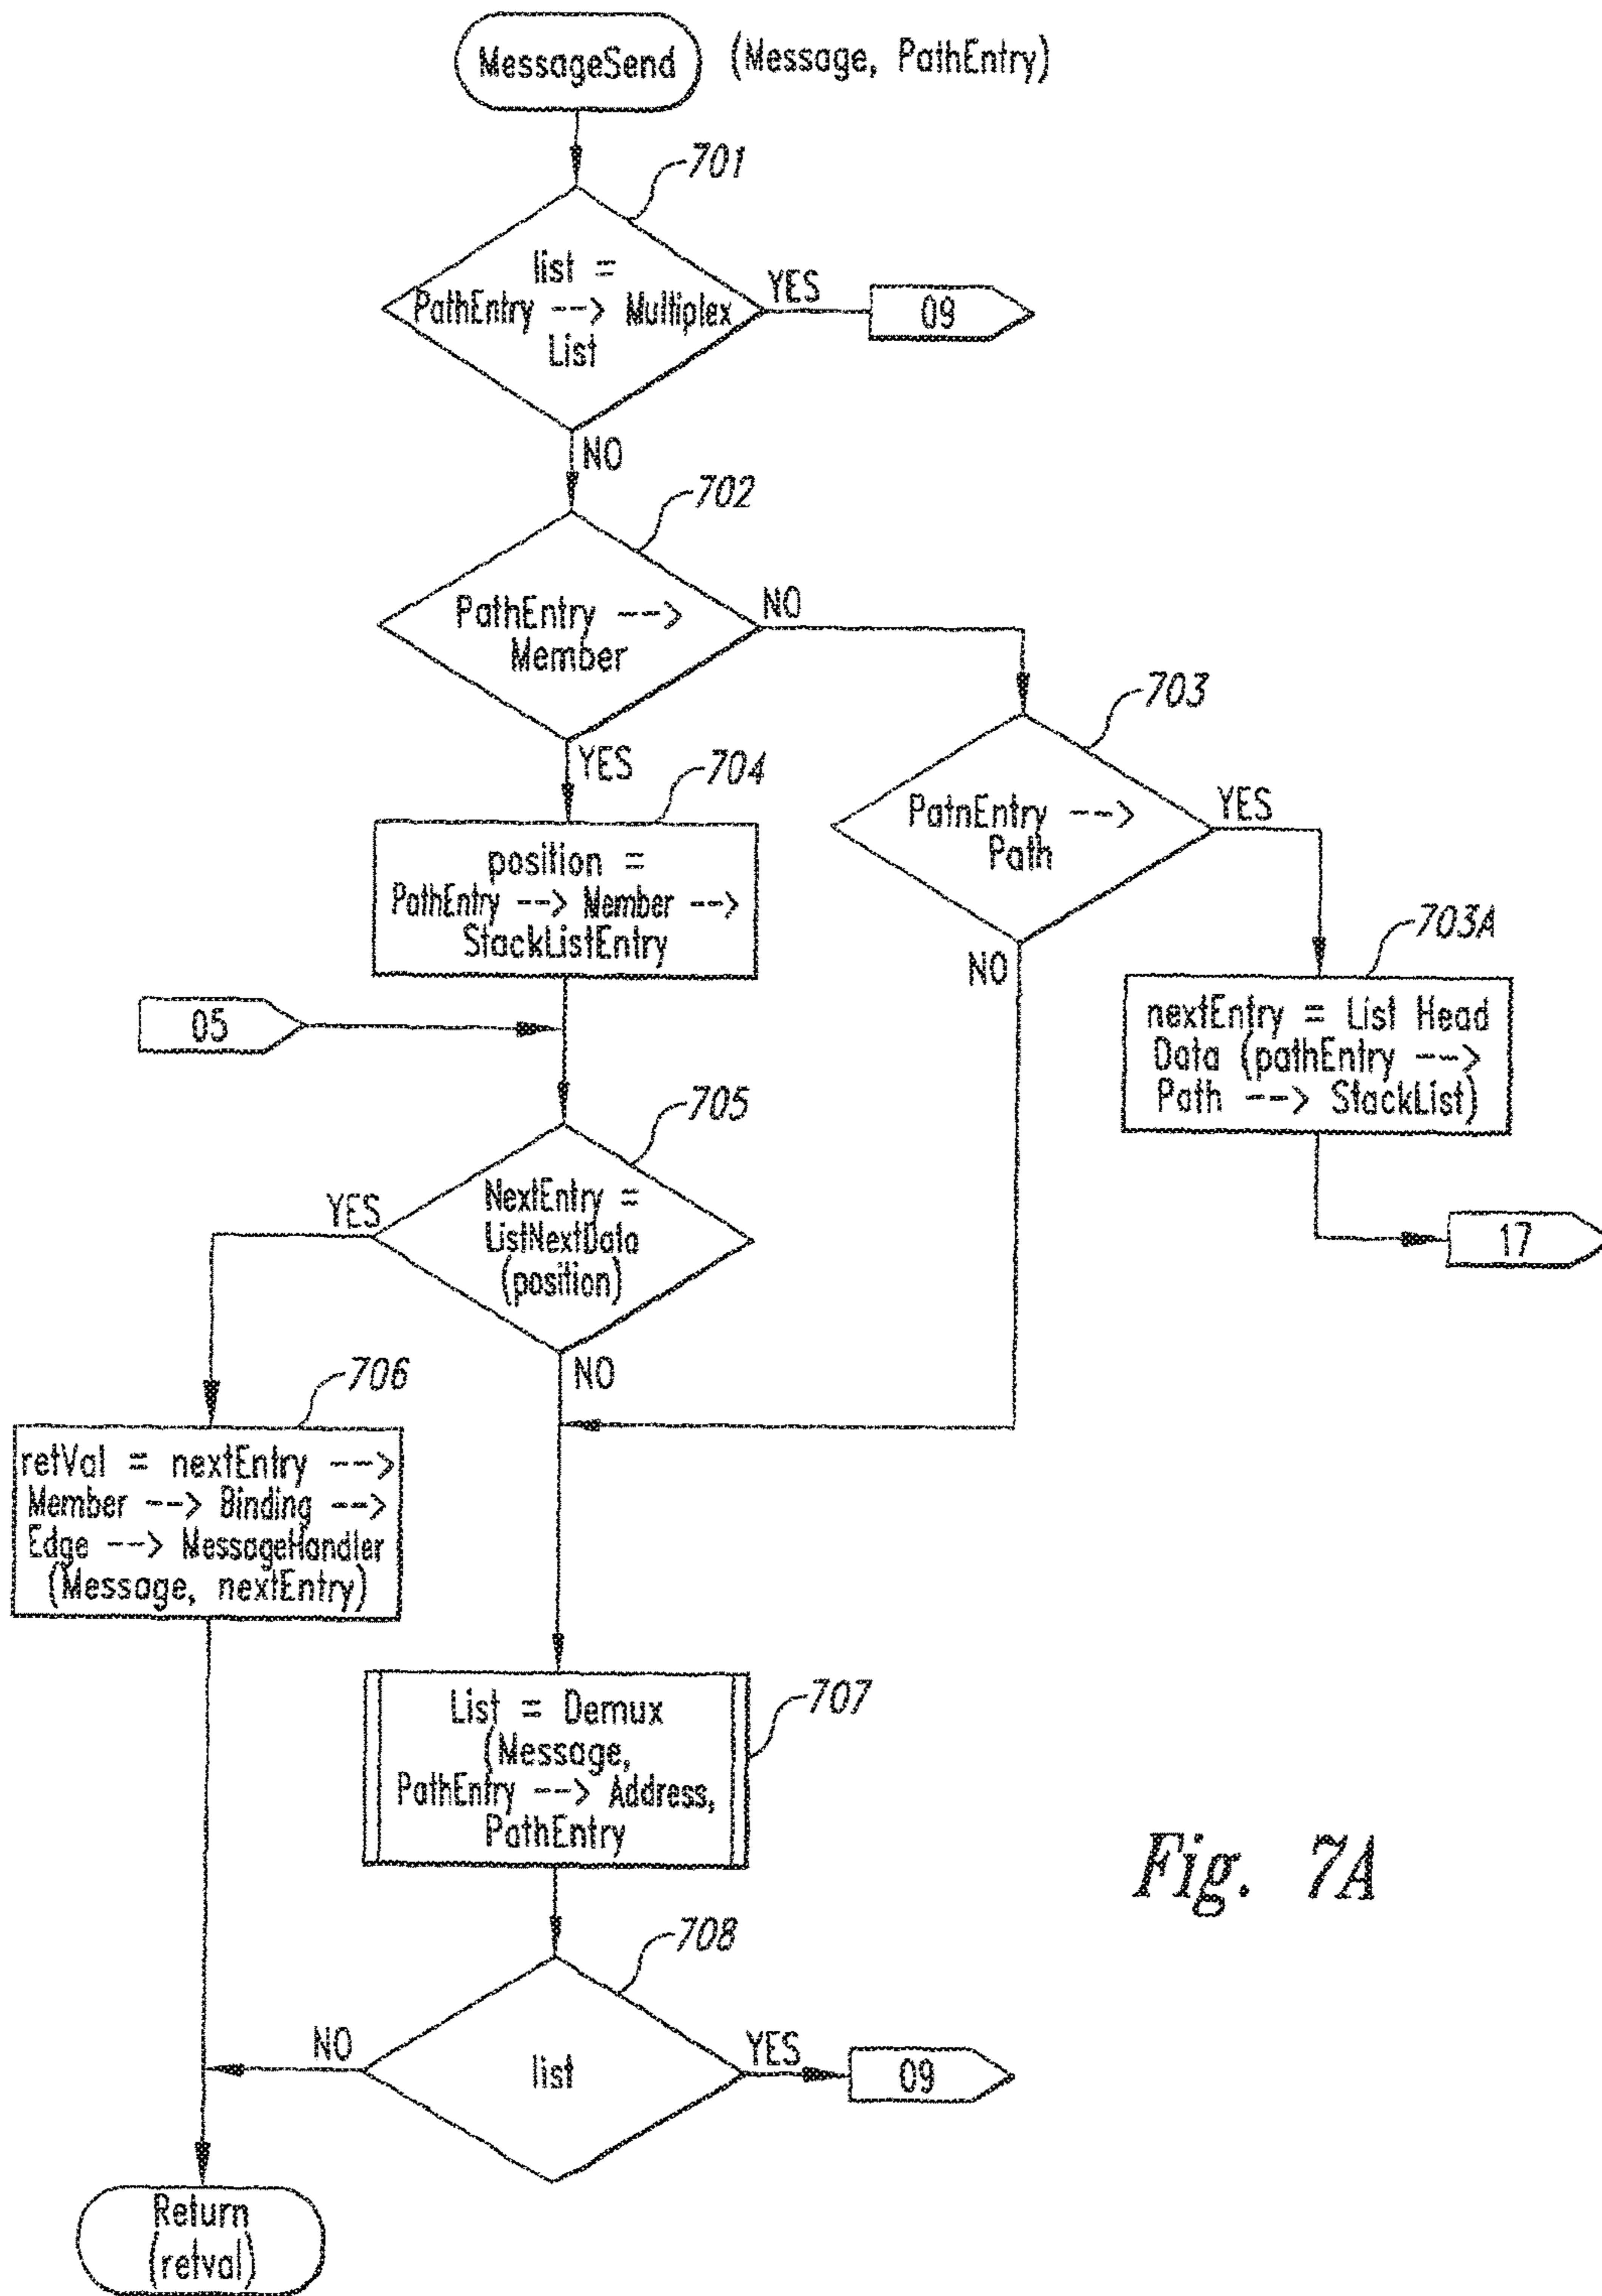 MessageSend (Message, PathEntry)
701
list =
PathEntry --> Multiplex
List
YES
09
NO
702
PathEntry -->
Member
NO
703
PatnEntry -->
Path
YES
NO
703A
nextEntry = List Head
Data (pathEntry -->
Path --> StackList)
17
YES
704
position =
PathEntry --> Member -->
StackListEntry
05
705
NextEntry =
ListNextData
(position)
YES
NO
706
retVal = nextEntry -->
Member --> Binding -->
Edge --> MessageHandler
(Message, nextEntry)
707
List = Demux
(Message,
PathEntry --> Address,
PathEntry
708
list
NO
YES
09
Return
(retval)
Fig. 7A